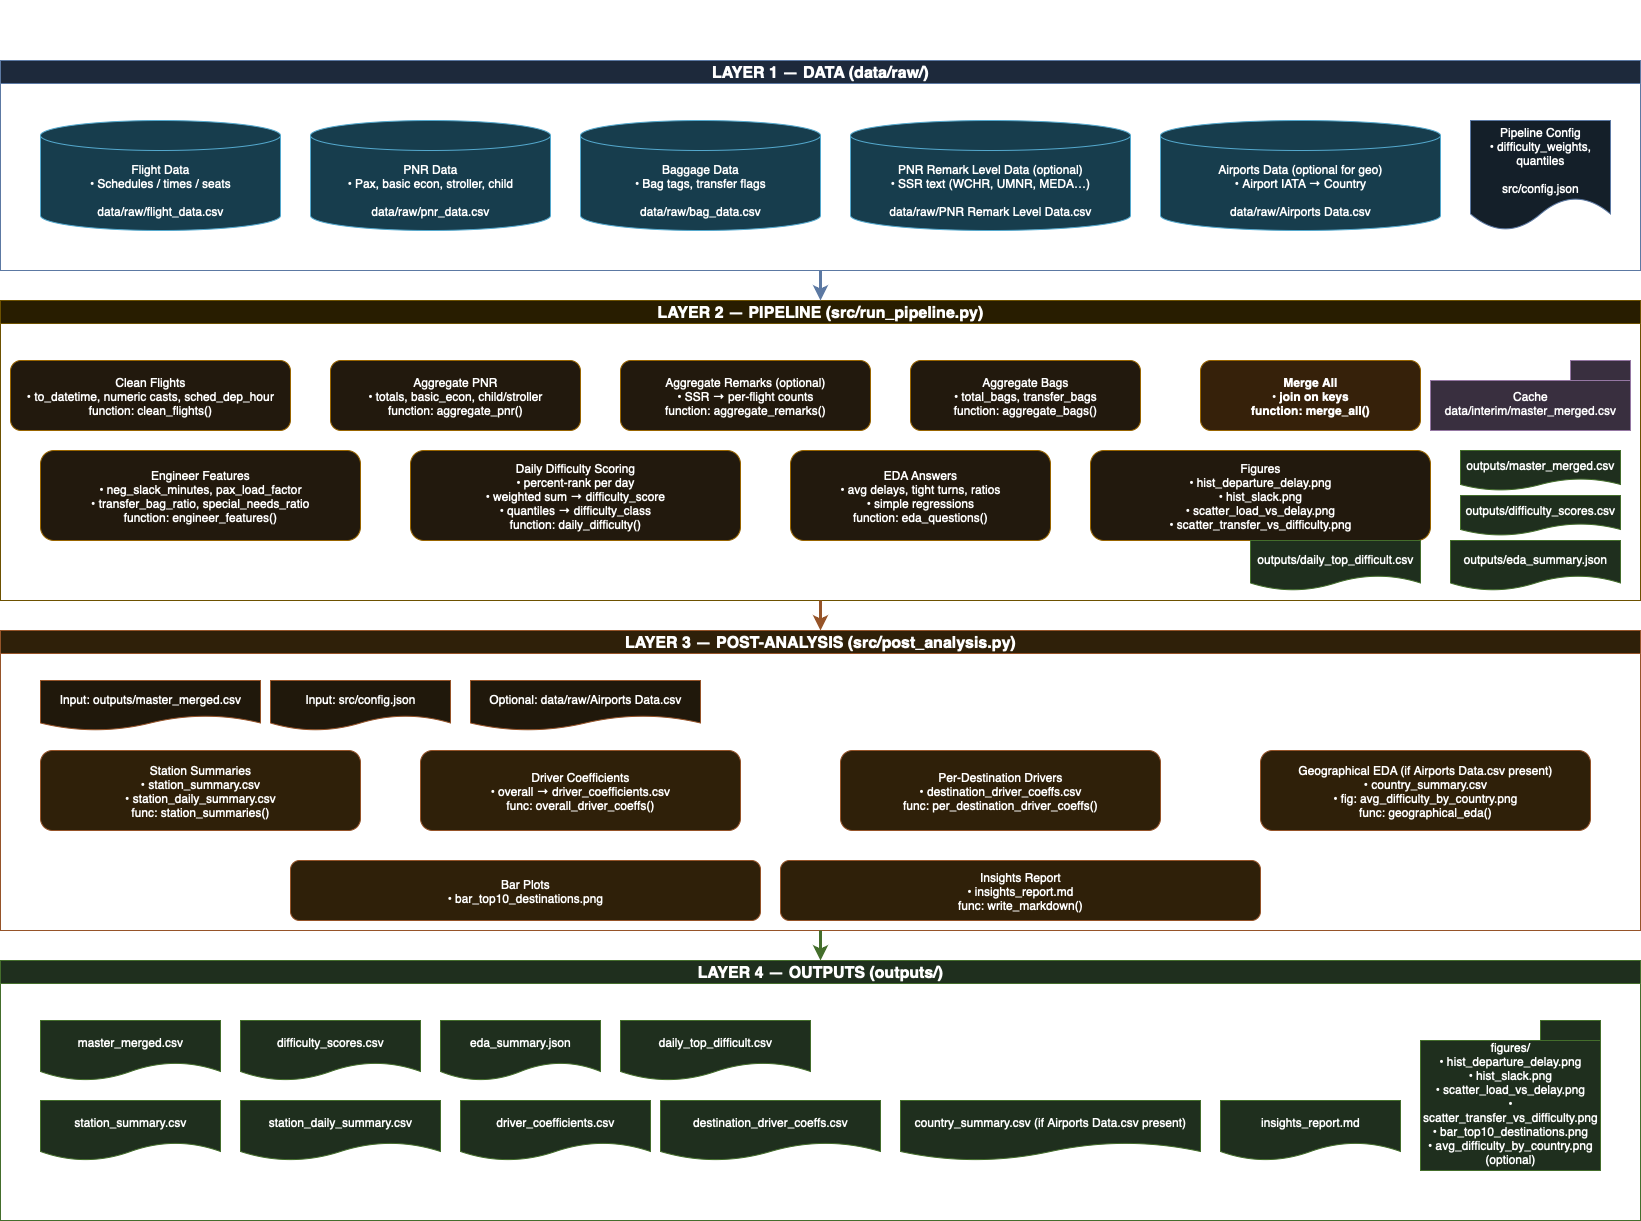 LAYER 1 — DATA (data/raw/)
Flight Data
• Schedules / times / seats
data/raw/flight_data.csv
PNR Data
• Pax, basic econ, stroller, child
data/raw/pnr_data.csv
Baggage Data
• Bag tags, transfer flags
data/raw/bag_data.csv
PNR Remark Level Data (optional)
• SSR text (WCHR, UMNR, MEDA…)
data/raw/PNR Remark Level Data.csv
Airports Data (optional for geo)
• Airport IATA → Country
data/raw/Airports Data.csv
Pipeline Config
• difficulty_weights,
quantiles
src/config.json
LAYER 2 — PIPELINE (src/run_pipeline.py)
Clean Flights
• to_datetime, numeric casts, sched_dep_hour
function: clean_flights()
Aggregate PNR
• totals, basic_econ, child/stroller
function: aggregate_pnr()
Aggregate Remarks (optional)
• SSR → per-flight counts
function: aggregate_remarks()
Aggregate Bags
• total_bags, transfer_bags
function: aggregate_bags()
Merge All
• join on keys
function: merge_all()
Cache
data/interim/master_merged.csv
Engineer Features
• neg_slack_minutes, pax_load_factor
• transfer_bag_ratio, special_needs_ratio
function: engineer_features()
Daily Difficulty Scoring
• percent-rank per day
• weighted sum → difficulty_score
• quantiles → difficulty_class
function: daily_difficulty()
EDA Answers
• avg delays, tight turns, ratios
• simple regressions
function: eda_questions()
Figures
• hist_departure_delay.png
• hist_slack.png
• scatter_load_vs_delay.png
• scatter_transfer_vs_difficulty.png
outputs/master_merged.csv
outputs/difficulty_scores.csv
outputs/daily_top_difficult.csv
outputs/eda_summary.json
LAYER 3 — POST-ANALYSIS (src/post_analysis.py)
Input: outputs/master_merged.csv
Input: src/config.json
Optional: data/raw/Airports Data.csv
Station Summaries
• station_summary.csv
• station_daily_summary.csv
func: station_summaries()
Driver Coefficients
• overall → driver_coefficients.csv
func: overall_driver_coeffs()
Per-Destination Drivers
• destination_driver_coeffs.csv
func: per_destination_driver_coeffs()
Geographical EDA (if Airports Data.csv present)
• country_summary.csv
• fig: avg_difficulty_by_country.png
func: geographical_eda()
Bar Plots
• bar_top10_destinations.png
Insights Report
• insights_report.md
func: write_markdown()
LAYER 4 — OUTPUTS (outputs/)
master_merged.csv
difficulty_scores.csv
eda_summary.json
daily_top_difficult.csv
station_summary.csv
station_daily_summary.csv
driver_coefficients.csv
destination_driver_coeffs.csv
country_summary.csv (if Airports Data.csv present)
insights_report.md
figures/
• hist_departure_delay.png
• hist_slack.png
• scatter_load_vs_delay.png
•
scatter_transfer_vs_difficulty.png
• bar_top10_destinations.png
• avg_difficulty_by_country.png
(optional)